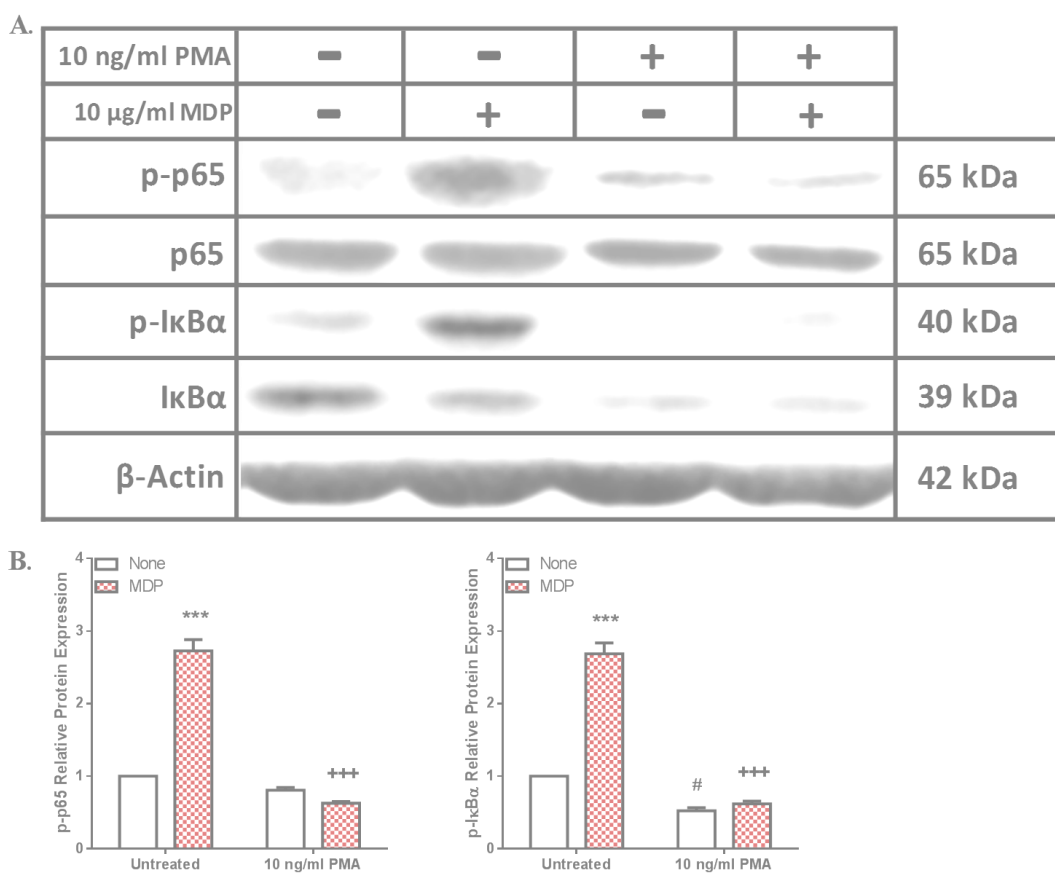 A.
10 ng/ml PMA - - + +
10 µg/ml MDP - + - +
p-p65 65 kDa
p65 65 kDa
p-IκBα 40 kDa
IκBα 39 kDa
β-Actin 42 kDa
B.
p-p65 Relative Protein Expression
4
3
2
1
0
None
MDP
***
+++
Untreated
10 ng/ml PMA
p-IκBα Relative Protein Expression
4
3
2
1
0
None
MDP
***
#
+++
Untreated
10 ng/ml PMA